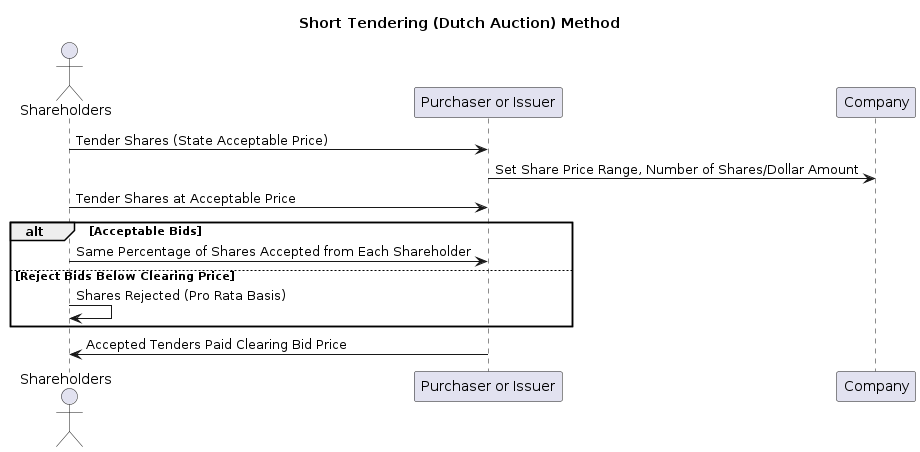 Short Tendering (Dutch Auction) Method
Shareholders
Purchaser or Issuer
Company
Tender Shares (State Acceptable Price)
Set Share Price Range, Number of Shares/Dollar Amount
Tender Shares at Acceptable Price
alt
[Acceptable Bids]
Same Percentage of Shares Accepted from Each Shareholder
[Reject Bids Below Clearing Price]
Shares Rejected (Pro Rata Basis)
Accepted Tenders Paid Clearing Bid Price
Shareholders
Purchaser or Issuer
Company